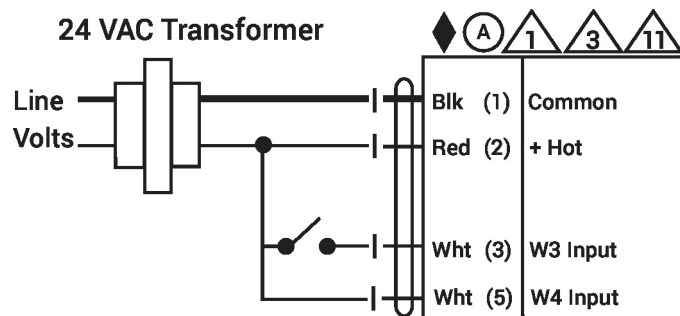 24 VAC Transformer
A 1 3 11
Line
Volts
Blk (1) Common
Red (2) + Hot
Wht (3) W3 Input
Wht (5) W4 Input